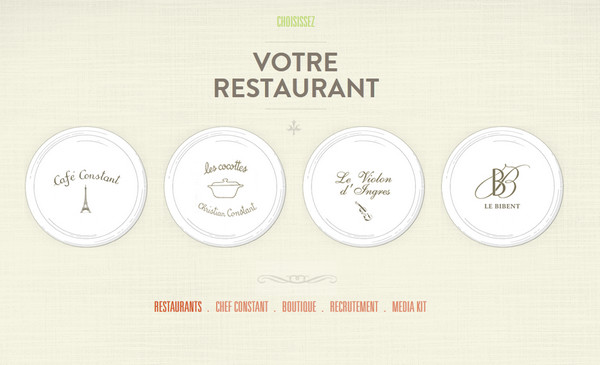 CHOISISSEZ
VOTRE
RESTAURANT
Café Constant
les cocottes
Christian Constant
Le Violon
d'Ingres
BB
LE BIBENT
RESTAURANTS . CHEF CONSTANT . BOUTIQUE . RECRUTEMENT . MEDIA KIT